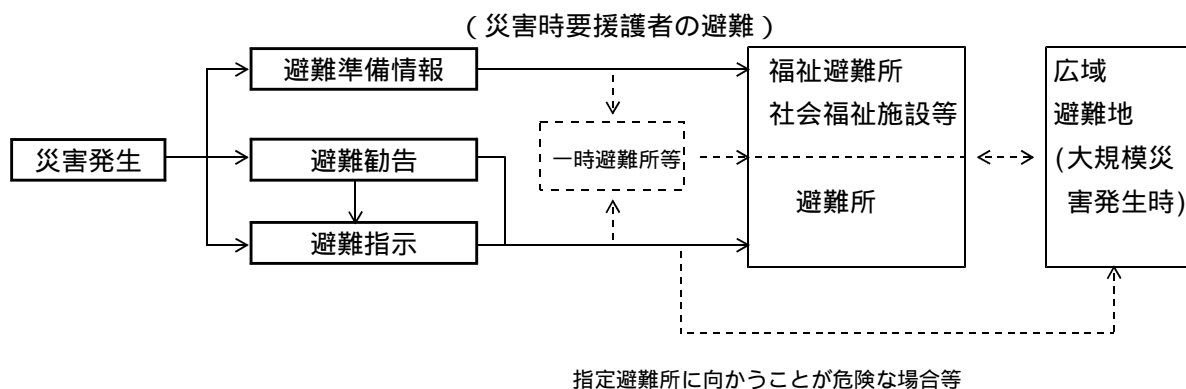 (災害時要援護者の避難)
避難準備情報
福祉避難所
社会福祉施設等
広域
避難地
(大規模災
害発生時)
災害発生
避難勧告
一時避難所等
避難所
避難指示
指定避難所に向かうことが危険な場合等